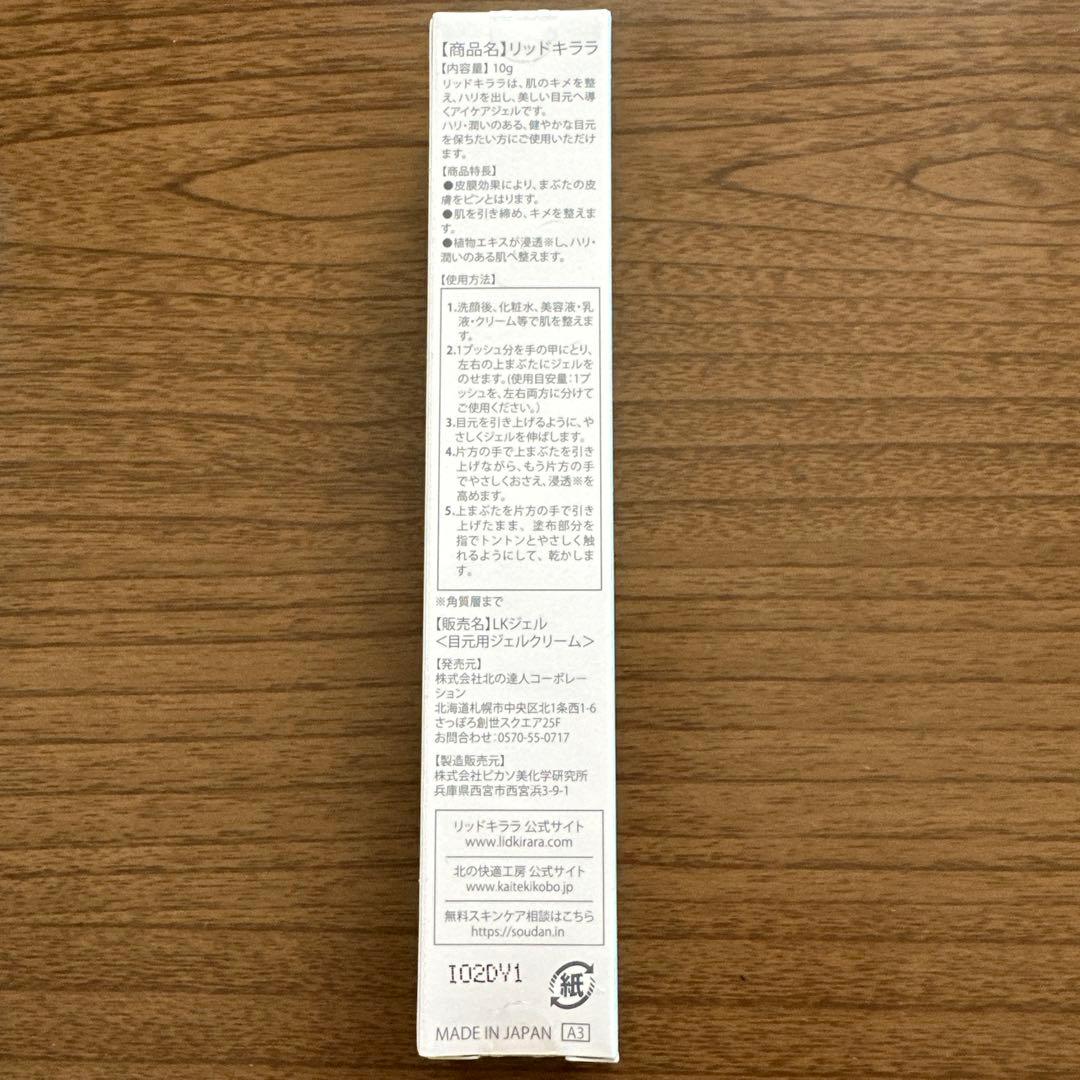 【商品名】リッドキララ
【内容量】10g
リッドキララは、肌のキメを整
え、ハリを出し、美しい目元へ導
くアイケアジェルです。
ハリ・潤いのある、健やかな目元
を保ちたい方にご使用いただけ
ます。
【商品特長】
●皮膜効果により、まぶたの皮
膚をピンとはります。
●肌を引き締め、キメを整えま
す。
●植物エキスが浸透※し、ハリ・
潤いのある肌へ整えます。
【使用方法】
1.洗顔後、化粧水、美容液・乳
液・クリーム等で肌を整えま
す。
2.1プッシュ分を手の甲にとり、
左右の上まぶたにジェルを
のせます。(使用目安量：1プ
ッシュを、左右両方に分けて
ご使用ください。)
3.目元を引き上げるように、や
さしくジェルを伸ばします。
4.片方の手で上まぶたを引き
上げながら、もう片方の手
でやさしくおさえ、浸透※を
高めます。
5.上まぶたを片方の手で引き
上げたまま、塗布部分を
指でトントンとやさしく触
れるようにして、乾かしま
す。
※角質層まで
【販売名】LKジェル
＜目元用ジェルクリーム＞
【発売元】
株式会社北の達人コーポレー
ション
北海道札幌市中央区北1条西1-6
さっぽろ創世スクエア25F
お問合わせ：0570-55-0717
【製造販売元】
株式会社ピカソ美化学研究所
兵庫県西宮市西宮浜3-9-1
リッドキララ 公式サイト
www.lidkirara.com
北の快適工房 公式サイト
www.kaitekikobo.jp
無料スキンケア相談はこちら
https://soudan.in
IO2DY1
紙
MADE IN JAPAN A3